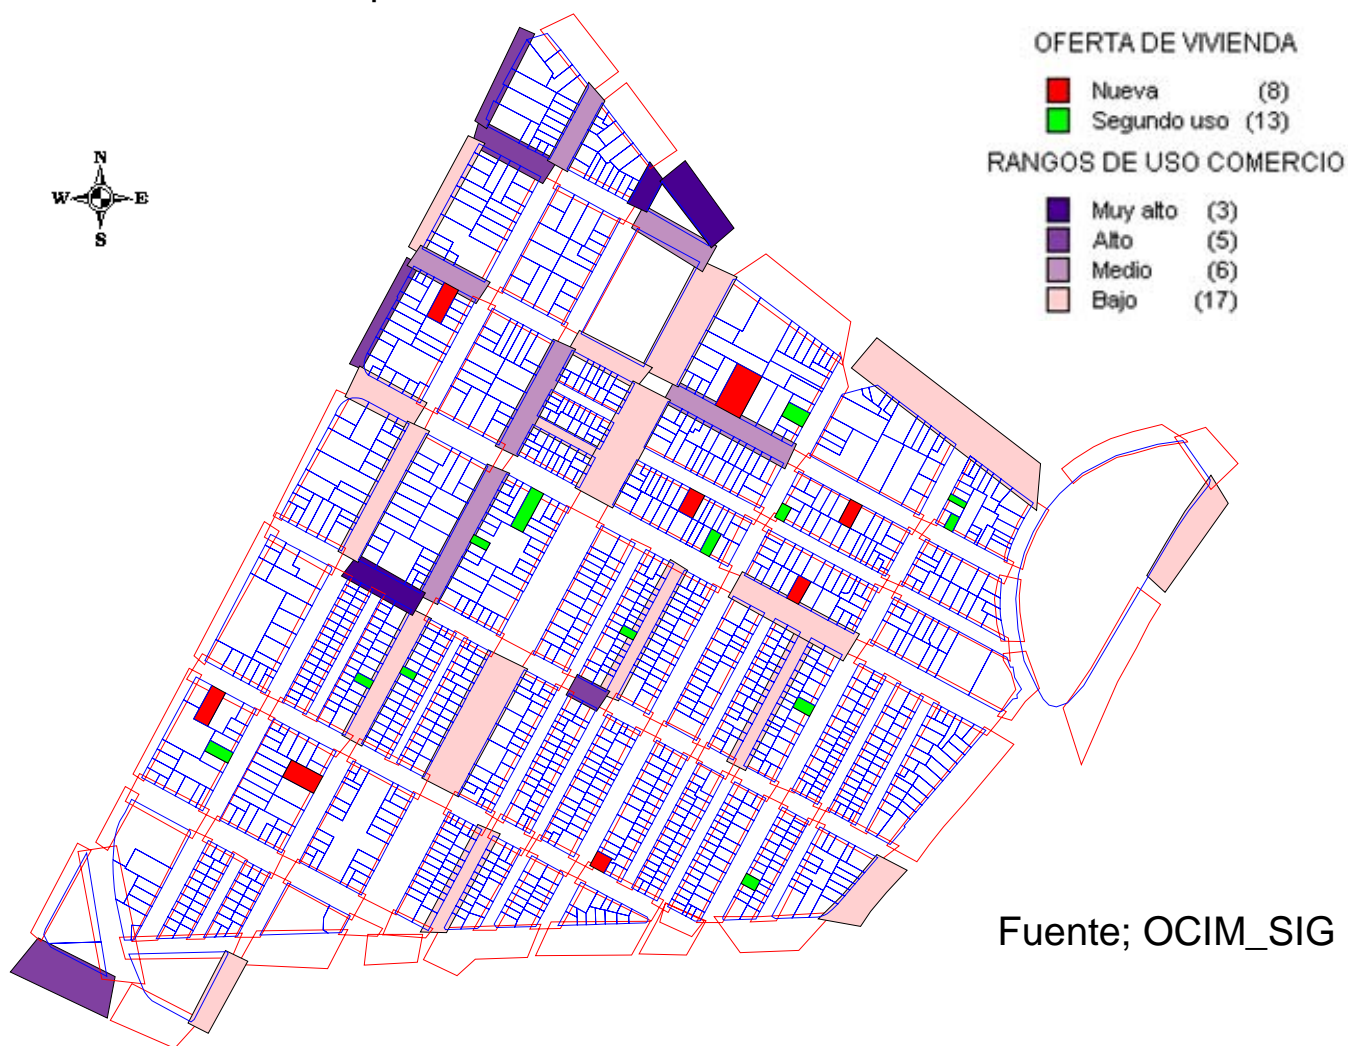 OFERTA DE VIVIENDA
Nueva (8)
Segundo uso (13)
RANGOS DE USO COMERCIO
Muy alto (3)
Alto (5)
Medio (6)
Bajo (17)
N
W E
S
Fuente; OCIM_SIG